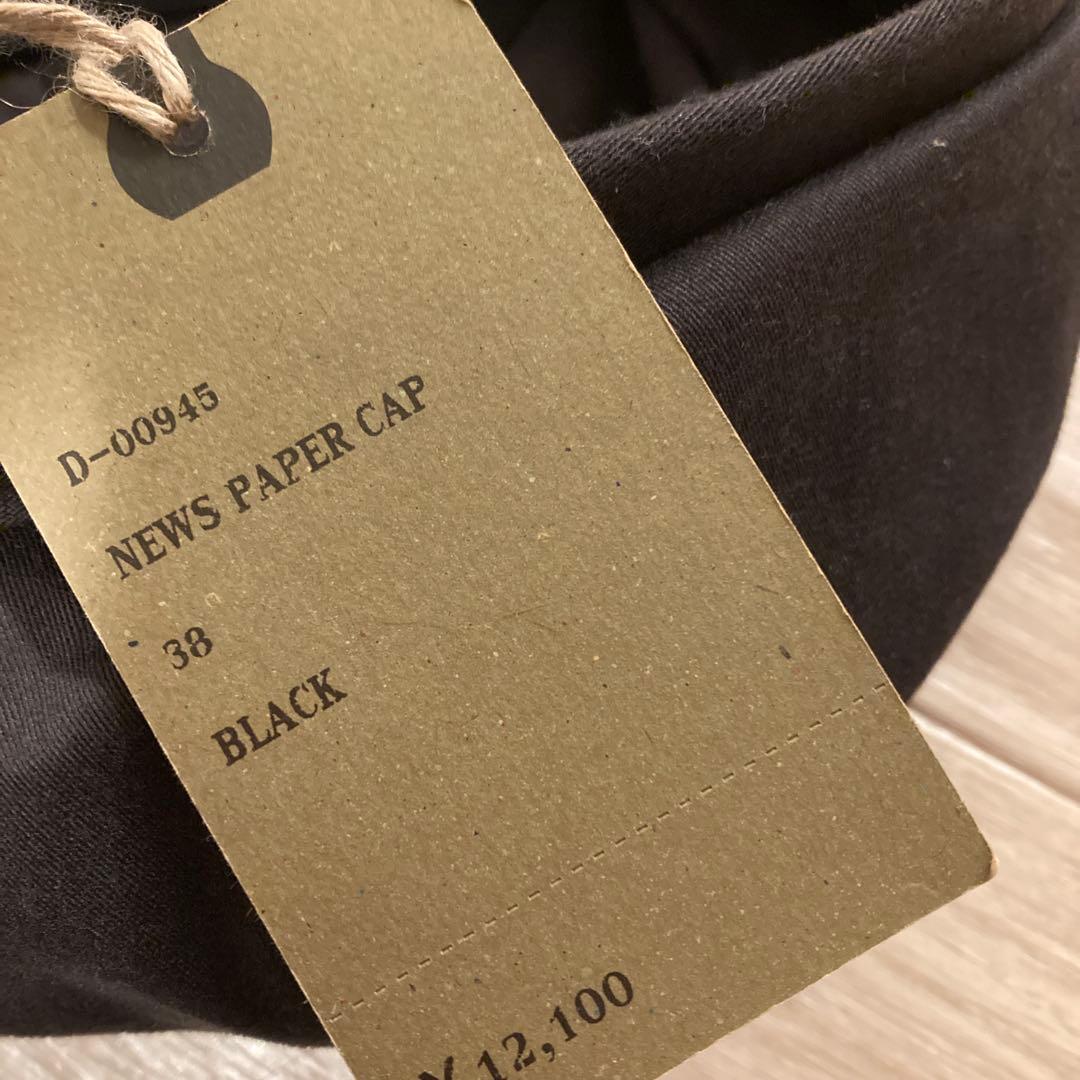 D-00945
NEWS PAPER CAP
38
BLACK
¥ 12,100